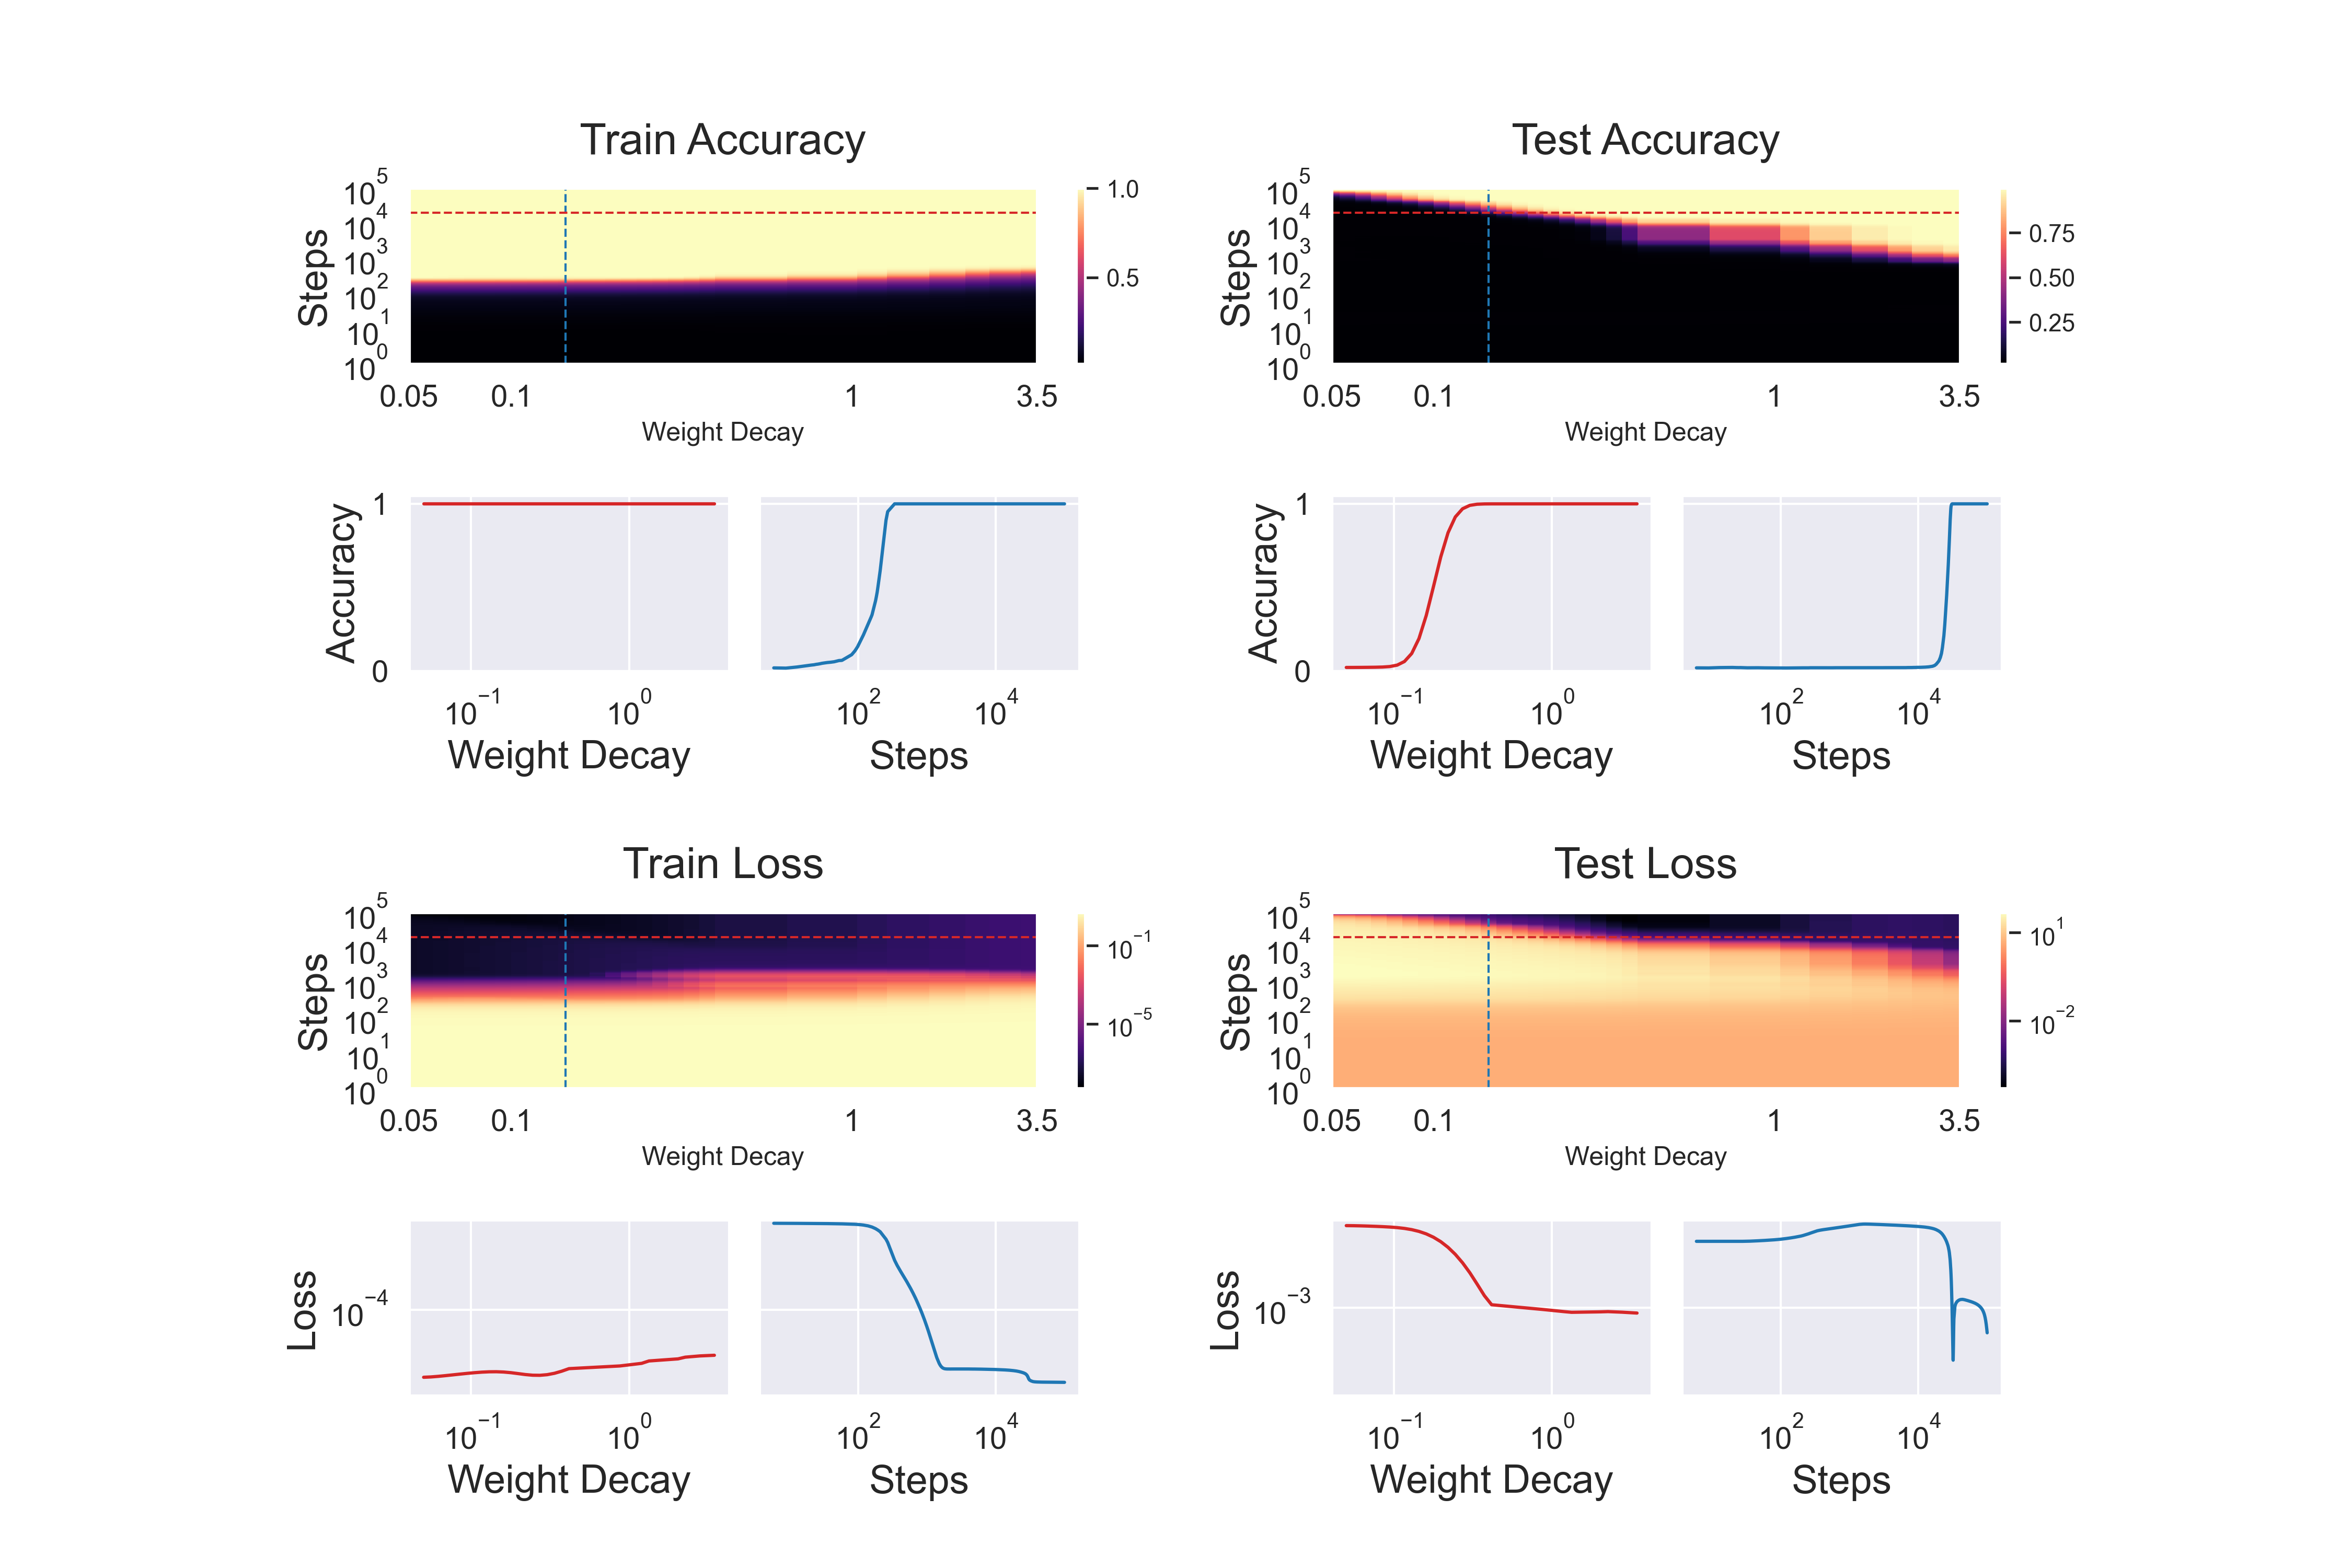 Train Accuracy
Steps
10^5
10^4
10^3
10^2
10^1
10^0
0.05 0.1 1 3.5
Weight Decay
1.0
0.5
Accuracy
1
0
10^−1 10^0
Weight Decay
10^2 10^4
Steps
Test Accuracy
Steps
10^5
10^4
10^3
10^2
10^1
10^0
0.05 0.1 1 3.5
Weight Decay
0.75
0.50
0.25
Accuracy
1
0
10^−1 10^0
Weight Decay
10^2 10^4
Steps
Train Loss
Steps
10^5
10^4
10^3
10^2
10^1
10^0
0.05 0.1 1 3.5
Weight Decay
10^−1
10^−5
Loss
10^−4
10^−1 10^0
Weight Decay
10^2 10^4
Steps
Test Loss
Steps
10^5
10^4
10^3
10^2
10^1
10^0
0.05 0.1 1 3.5
Weight Decay
10^1
10^−2
Loss
10^−3
10^−1 10^0
Weight Decay
10^2 10^4
Steps